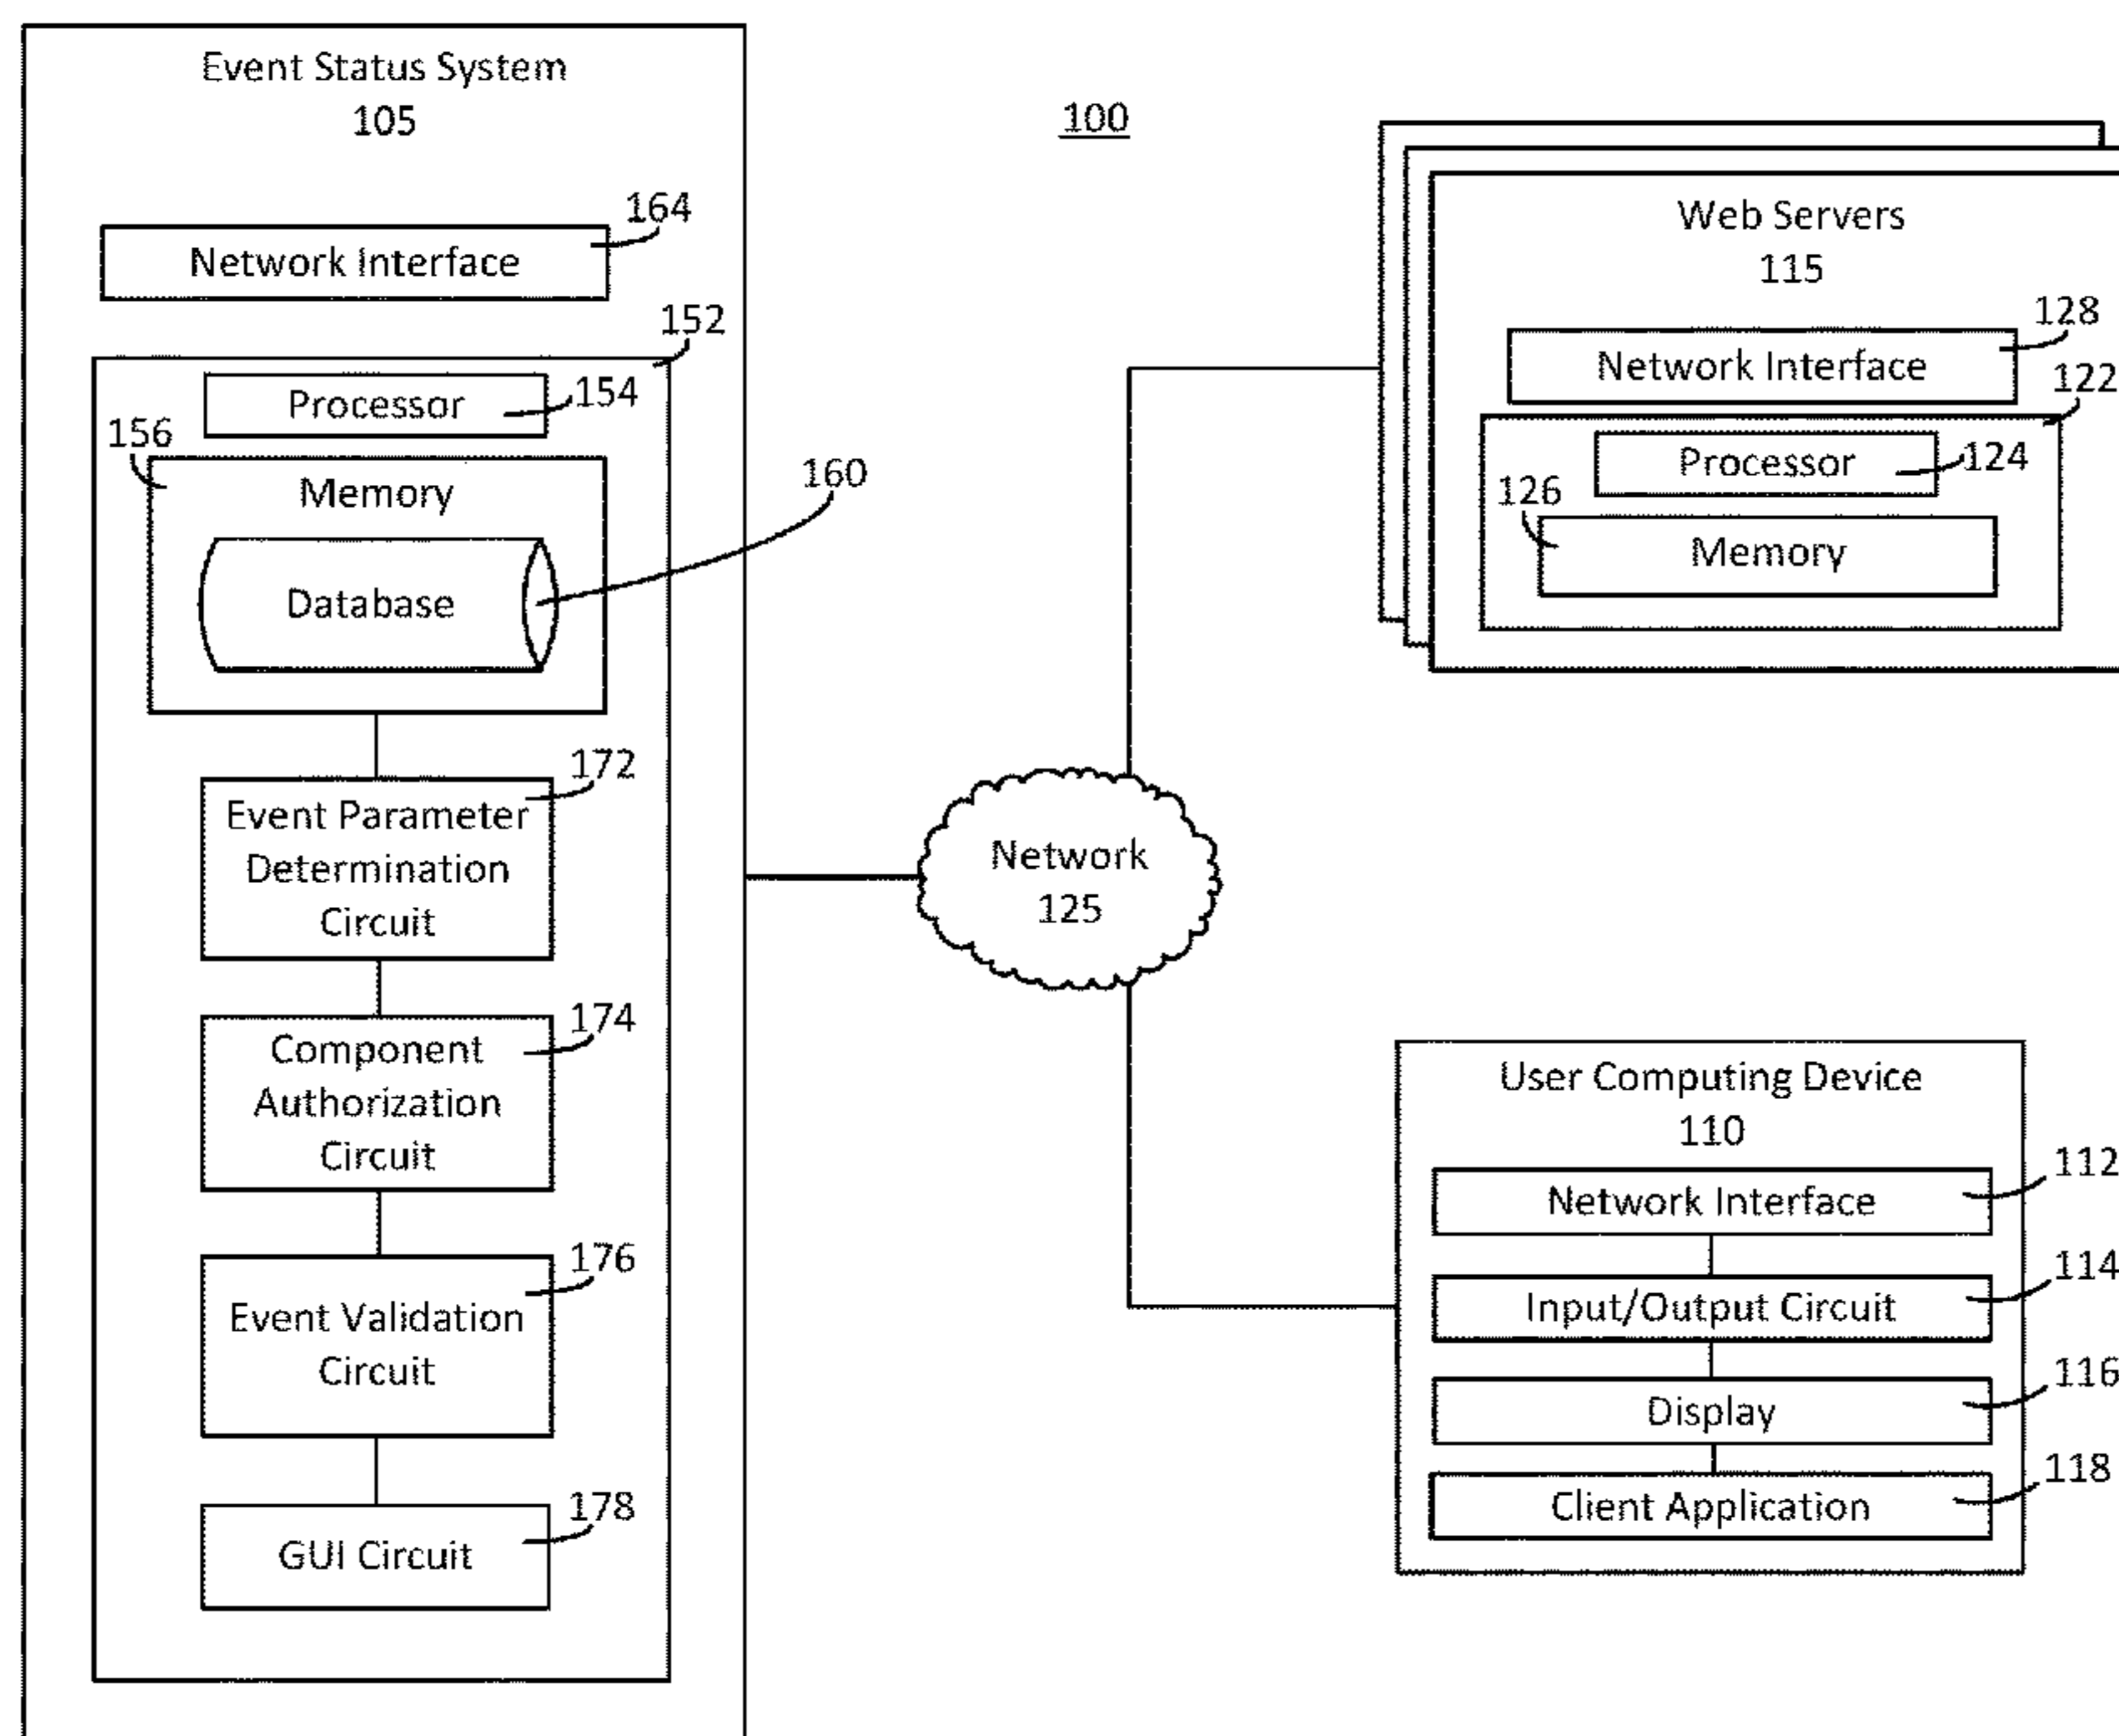 Event Status System
105
164
Network Interface
152
Processor
154
156
Memory
160
Database
172
Event Parameter
Determination
Circuit
174
Component
Authorization
Circuit
176
Event Validation
Circuit
178
GUI Circuit
100
Network
125
Web Servers
115
128
Network Interface
122
Processor
124
126
Memory
User Computing Device
110
112
Network Interface
114
Input/Output Circuit
116
Display
118
Client Application